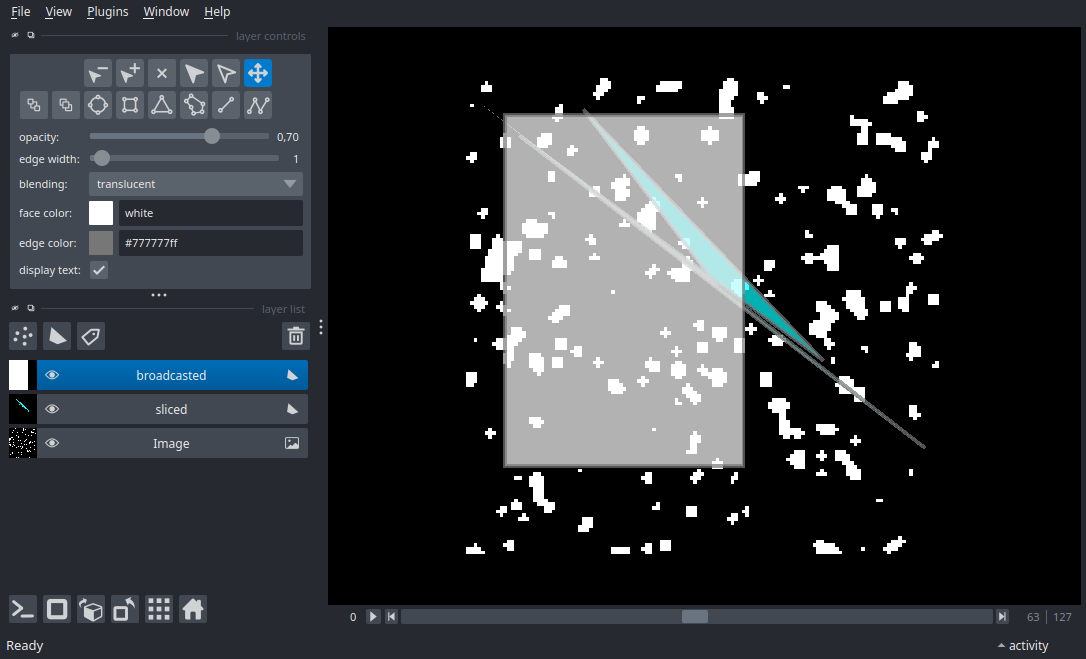 File View Plugins Window Help
layer controls
opacity: 0,70
edge width: 1
blending: translucent
face color: white
edge color: #777777ff
display text:
layer list
broadcasted
sliced
Image
0 63 127
Ready activity